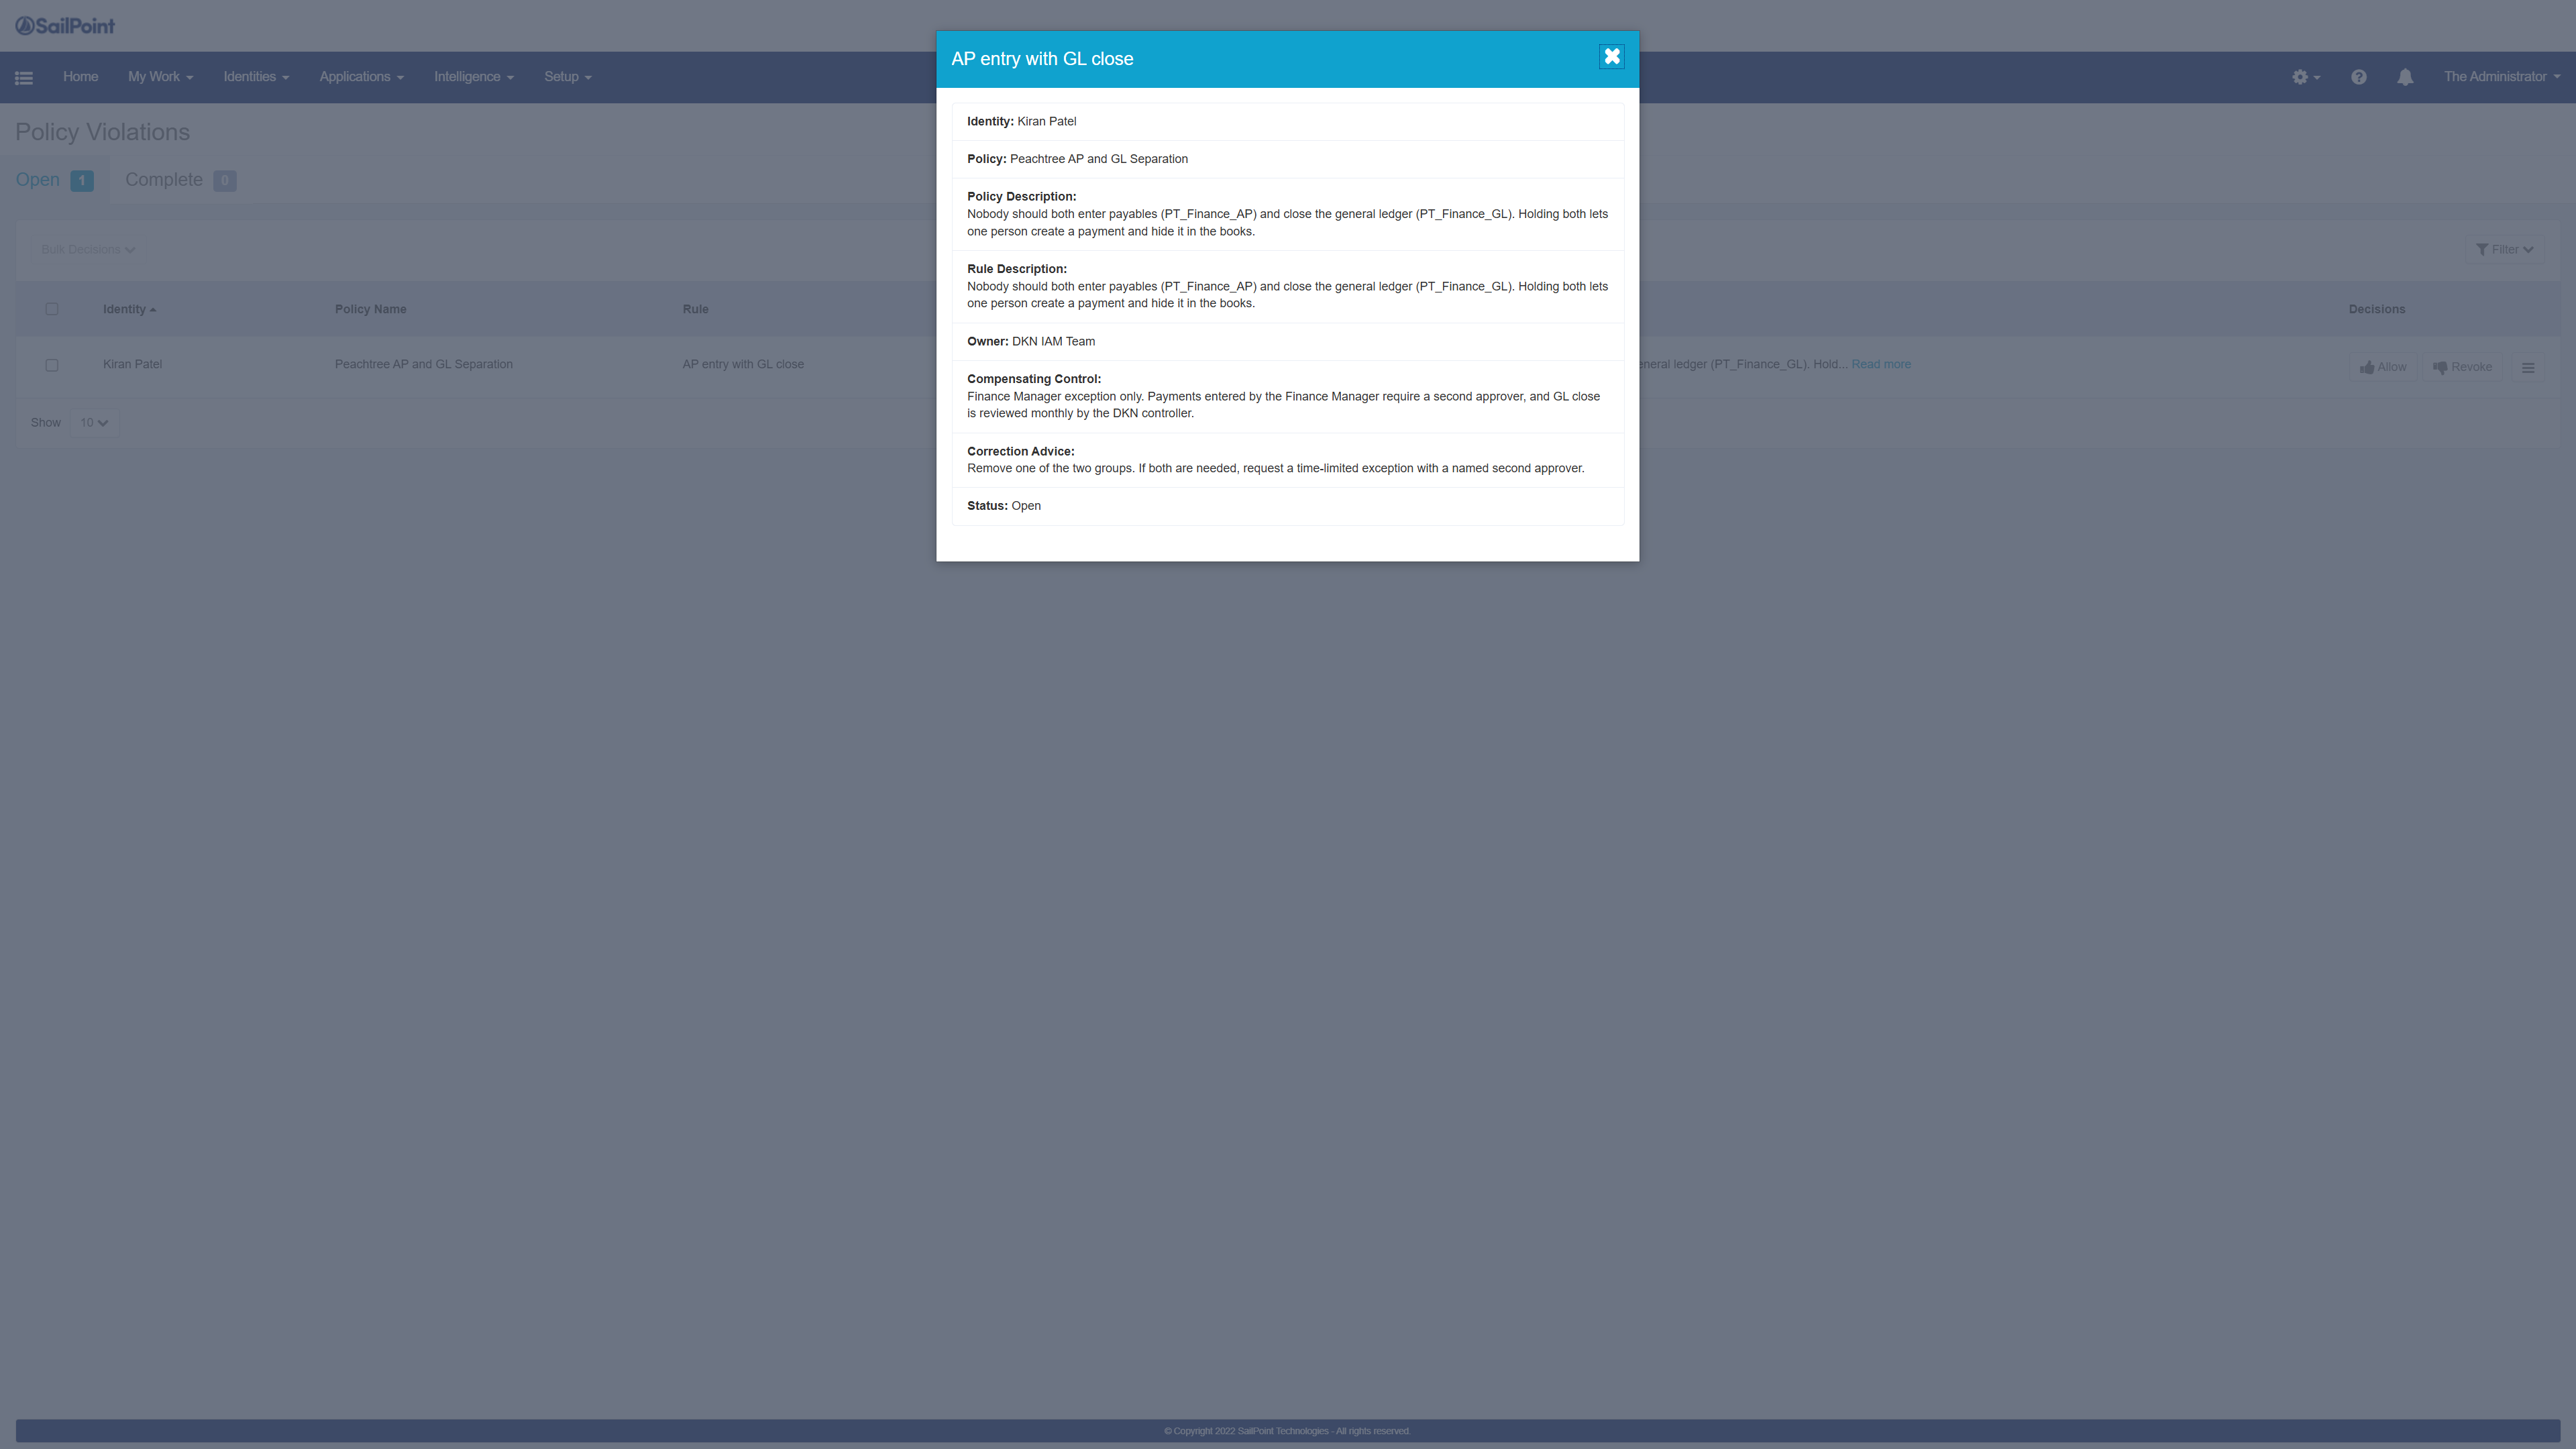 SailPoint
Home My Work Identities Applications Intelligence Setup The Administrator
Policy Violations
Open 1 Complete 0
Bulk Decisions Filter
Identity Policy Name Rule Decisions
Kiran Patel Peachtree AP and GL Separation AP entry with GL close eneral ledger (PT_Finance_GL). Hold... Read more Allow Revoke
Show 10
AP entry with GL close
Identity: Kiran Patel
Policy: Peachtree AP and GL Separation
Policy Description:
Nobody should both enter payables (PT_Finance_AP) and close the general ledger (PT_Finance_GL). Holding both lets
one person create a payment and hide it in the books.
Rule Description:
Nobody should both enter payables (PT_Finance_AP) and close the general ledger (PT_Finance_GL). Holding both lets
one person create a payment and hide it in the books.
Owner: DKN IAM Team
Compensating Control:
Finance Manager exception only. Payments entered by the Finance Manager require a second approver, and GL close
is reviewed monthly by the DKN controller.
Correction Advice:
Remove one of the two groups. If both are needed, request a time-limited exception with a named second approver.
Status: Open
© Copyright 2022 SailPoint Technologies - All rights reserved.